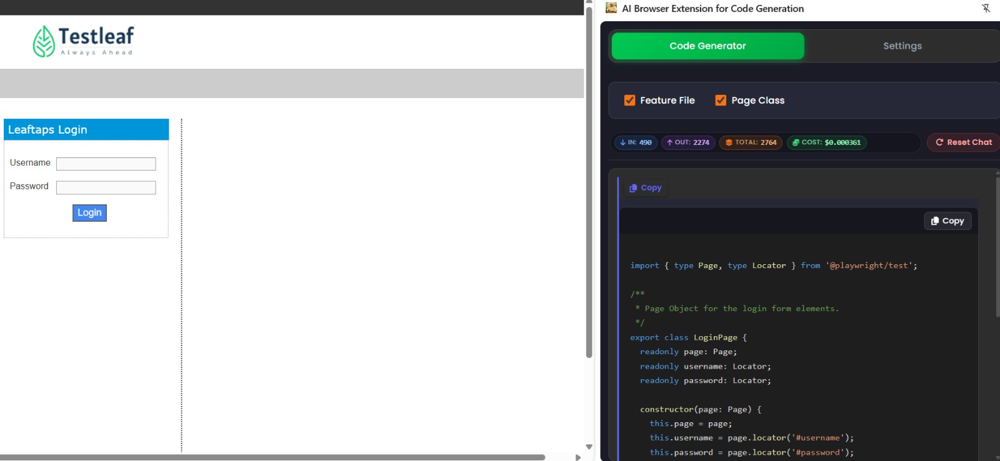 Testleaf
Always Ahead
Leaftaps Login
Username
Password
Login
AI Browser Extension for Code Generation
Code Generator
Settings
Feature File
Page Class
IN: 490
OUT: 2274
TOTAL: 2764
COST: $0.000361
Reset Chat
Copy
Copy
import { type Page, type Locator } from '@playwright/test';
/**
* Page Object for the login form elements.
*/
export class LoginPage {
readonly page: Page;
readonly username: Locator;
readonly password: Locator;
constructor(page: Page) {
this.page = page;
this.username = page.locator('#username');
this.password = page.locator('#password');